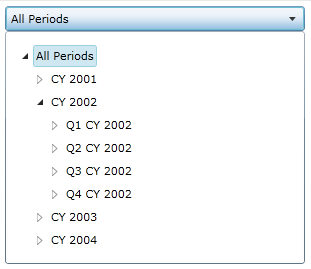 All Periods
All Periods
CY 2001
CY 2002
Q1 CY 2002
Q2 CY 2002
Q3 CY 2002
Q4 CY 2002
CY 2003
CY 2004